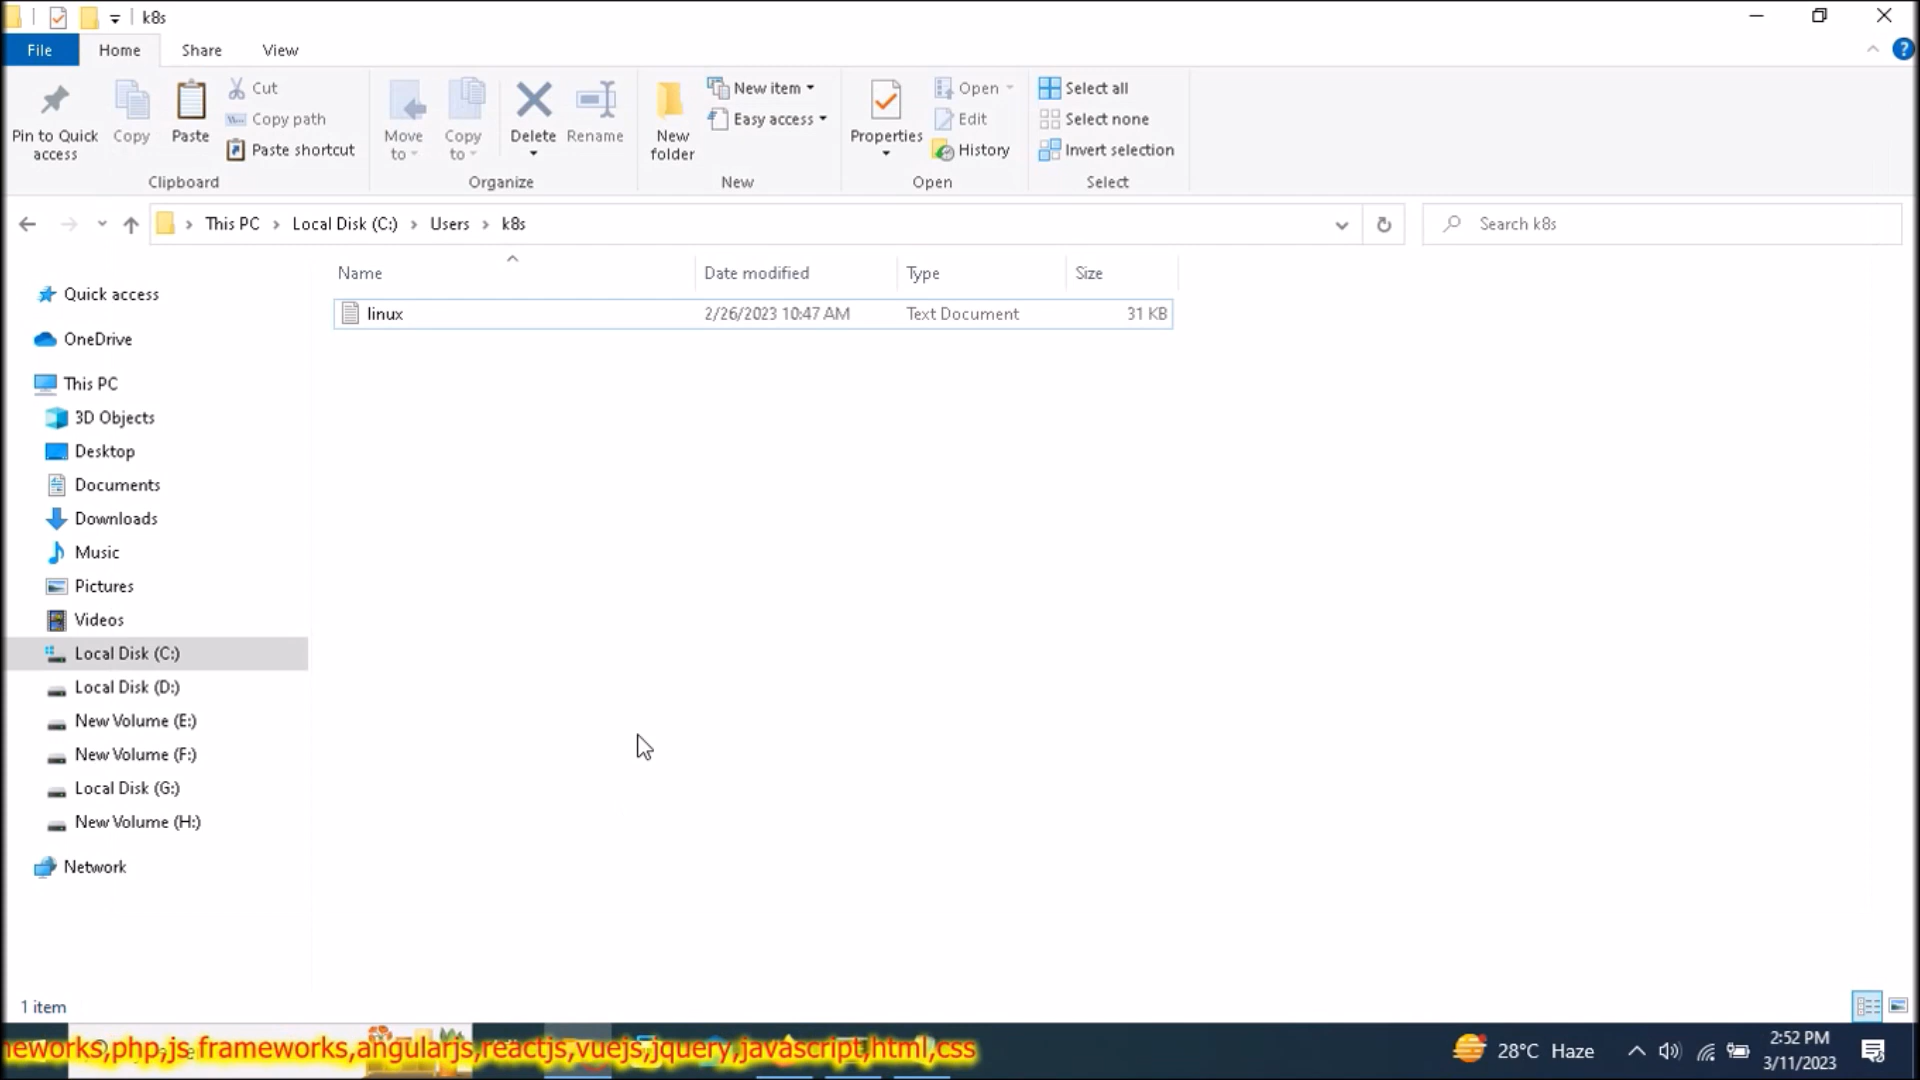 k8s
File Home Share View
Pin to Quick access
Copy
Paste
Cut
Copy path
Paste shortcut
Clipboard
Move to
Copy to
Delete
Rename
Organize
New folder
New item
Easy access
New
Properties
Open
Edit
History
Open
Select all
Select none
Invert selection
Select
This PC › Local Disk (C:) › Users › k8s
Search k8s
Name Date modified Type Size
linux 2/26/2023 10:47 AM Text Document 31 KB
Quick access
OneDrive
This PC
3D Objects
Desktop
Documents
Downloads
Music
Pictures
Videos
Local Disk (C:)
Local Disk (D:)
New Volume (E:)
New Volume (F:)
Local Disk (G:)
New Volume (H:)
Network
1 item
neworks,php,js frameworks,angularjs,reactjs,vuejs,jquery,javascript,html,css
28°C Haze
2:52 PM
3/11/2023